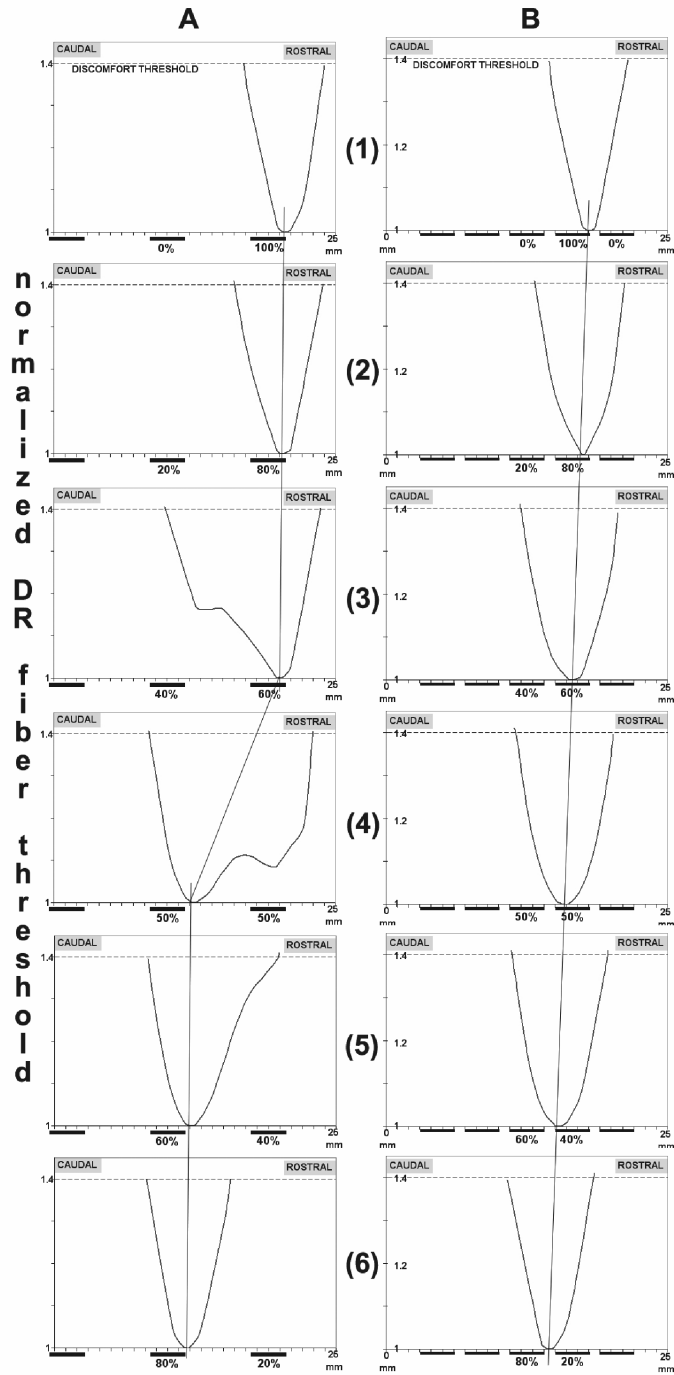 A B
CAUDAL ROSTRAL CAUDAL ROSTRAL
1.4 DISCOMFORT THRESHOLD 1.4 DISCOMFORT THRESHOLD
(1)
1.2
1 0% 100% 25 mm 0 mm 1 0% 100% 0% 25 mm
normalized DR fiber threshold
CAUDAL ROSTRAL CAUDAL ROSTRAL
1.4 1.4
(2)
1.2
1 20% 80% 25 mm 0 mm 1 20% 80% 25 mm
CAUDAL ROSTRAL CAUDAL ROSTRAL
1.4 1.4
(3)
1.2
1 40% 60% 25 mm 0 mm 1 40% 60% 25 mm
CAUDAL ROSTRAL CAUDAL ROSTRAL
1.4 1.4
(4)
1.2
1 50% 50% 25 mm 0 mm 1 50% 50% 25 mm
CAUDAL ROSTRAL CAUDAL ROSTRAL
1.4 1.4
(5)
1.2
1 60% 40% 25 mm 0 mm 1 60% 40% 25 mm
CAUDAL ROSTRAL CAUDAL ROSTRAL
1.4 1.4
(6)
1.2
1 80% 20% 25 mm 0 mm 1 80% 20% 25 mm